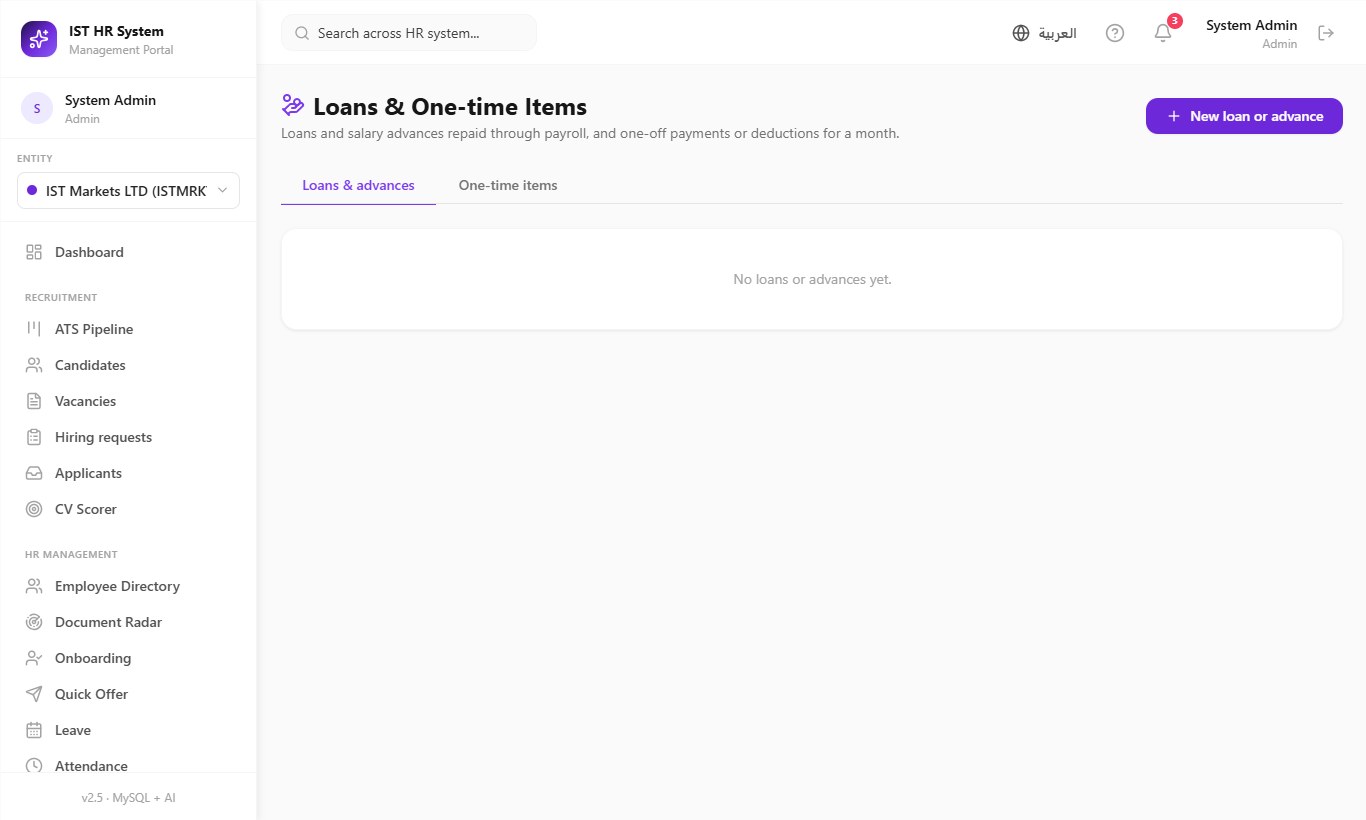 IST HR System
Management Portal
S
System Admin
Admin
ENTITY
IST Markets LTD (ISTMRK
Dashboard
RECRUITMENT
ATS Pipeline
Candidates
Vacancies
Hiring requests
Applicants
CV Scorer
HR MANAGEMENT
Employee Directory
Document Radar
Onboarding
Quick Offer
Leave
Attendance
v2.5 · MySQL + AI
Search across HR system...
العربية
3
System Admin
Admin
Loans & One-time Items
Loans and salary advances repaid through payroll, and one-off payments or deductions for a month.
New loan or advance
Loans & advances
One-time items
No loans or advances yet.